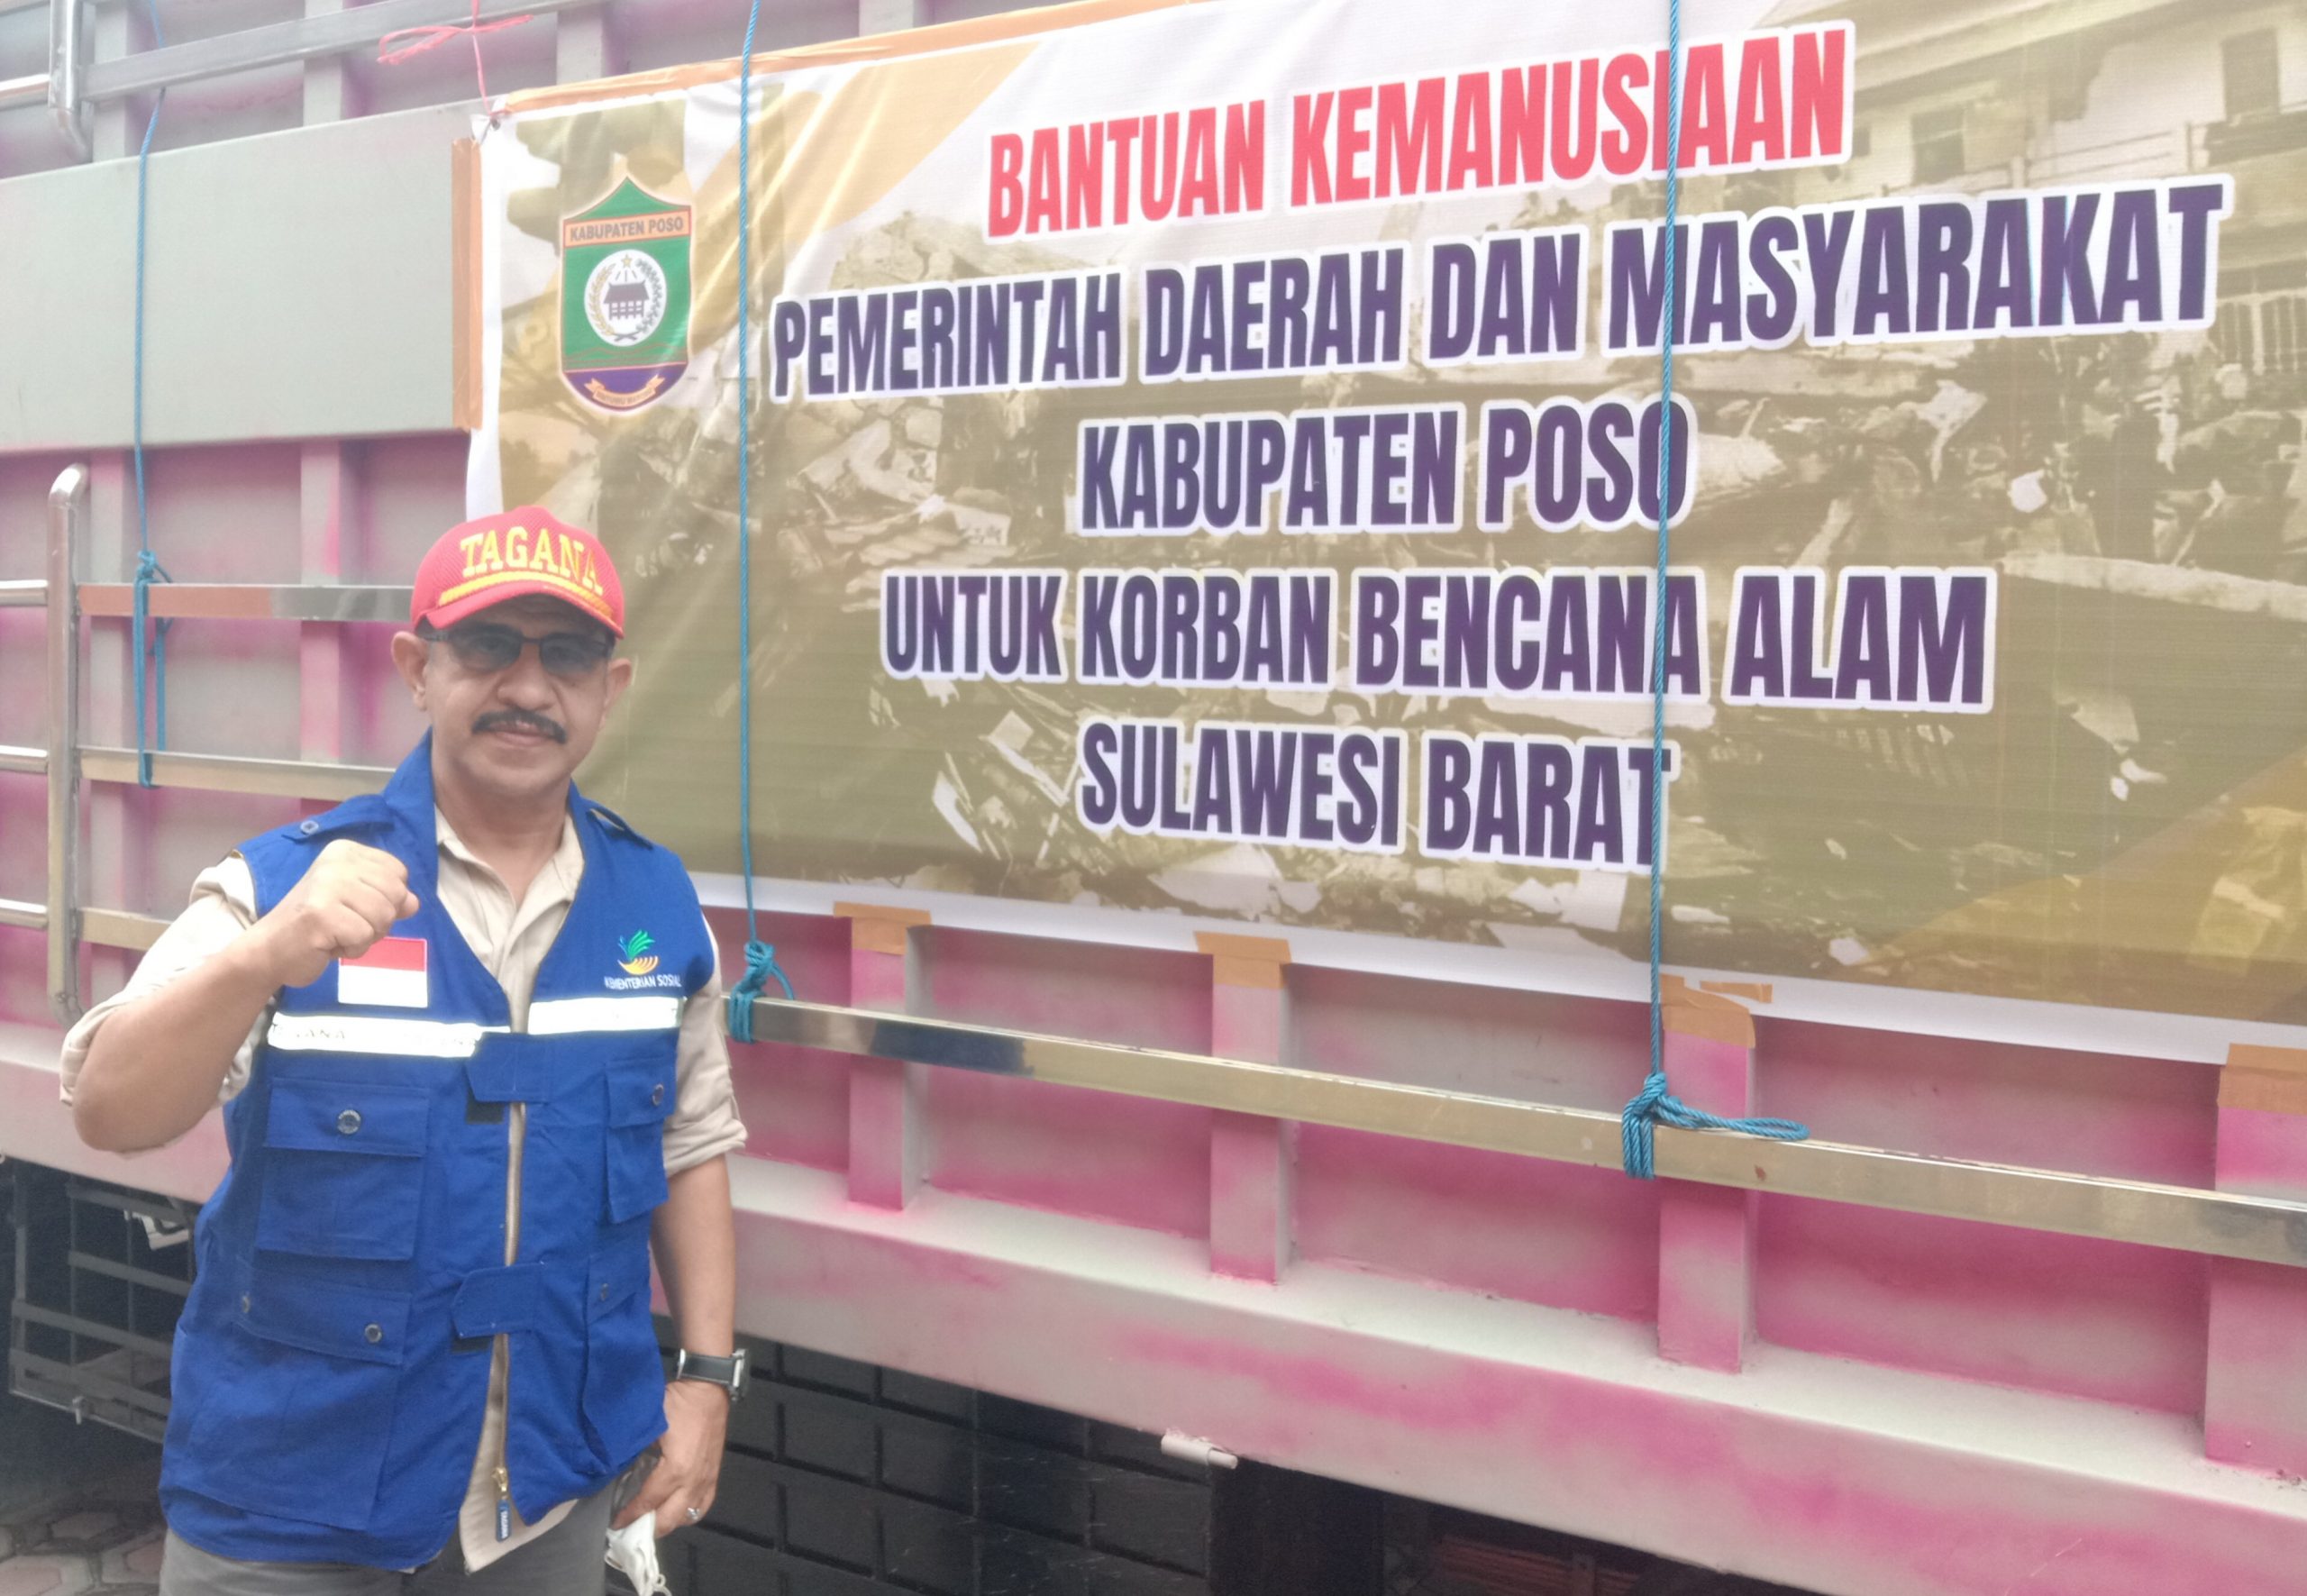 BANTUAN KEMANUSIAAN
PEMERINTAH DAERAH DAN MASYARAKAT
KABUPATEN POSO
UNTUK KORBAN BENCANA ALAM
SULAWESI BARAT
KABUPATEN POSO
TAGANA
KEMENTERIAN SOSIAL
TAGANA